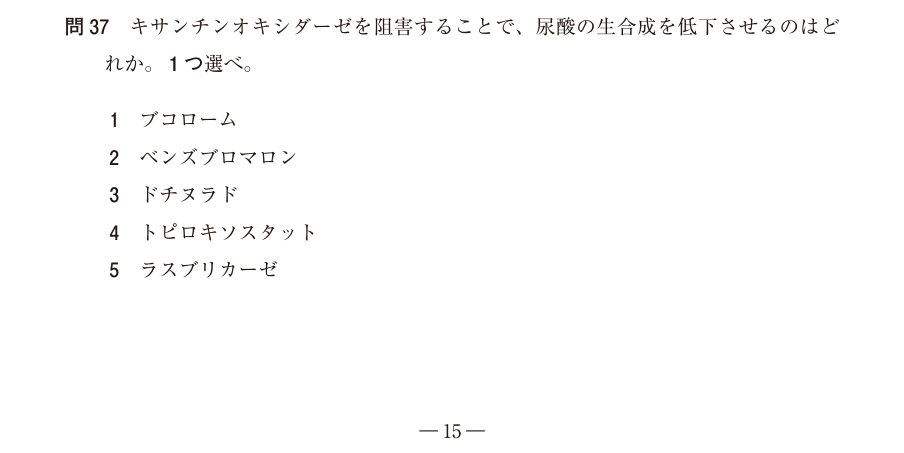 問 37　キサンチンオキシダーゼを阻害することで、尿酸の生合成を低下させるのはど
れか。１つ選べ。
1　ブコローム
2　ベンズブロマロン
3　ドチヌラド
4　トピロキソスタット
5　ラスブリカーゼ
— 15 —